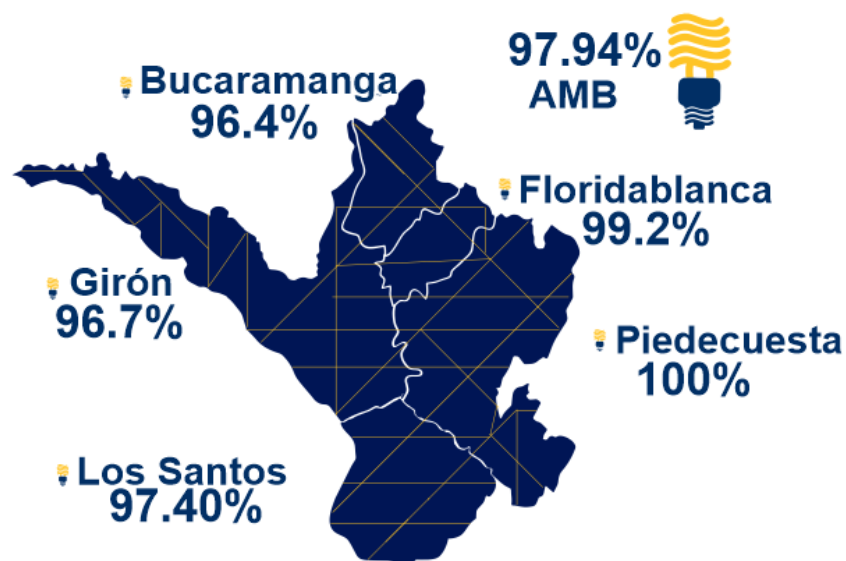 97.94%
AMB
Bucaramanga
96.4%
Floridablanca
99.2%
Girón
96.7%
Piedecuesta
100%
Los Santos
97.40%